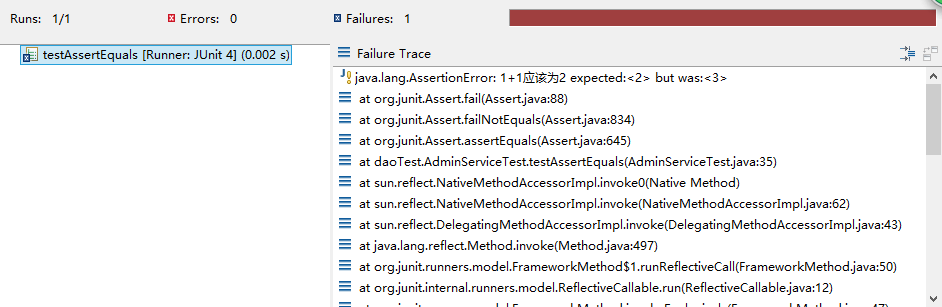 Runs: 1/1 Errors: 0 Failures: 1
testAssertEquals [Runner: JUnit 4] (0.002 s)
Failure Trace
java.lang.AssertionError: 1+1应该为2 expected:<2> but was:<3>
at org.junit.Assert.fail(Assert.java:88)
at org.junit.Assert.failNotEquals(Assert.java:834)
at org.junit.Assert.assertEquals(Assert.java:645)
at daoTest.AdminServiceTest.testAssertEquals(AdminServiceTest.java:35)
at sun.reflect.NativeMethodAccessorImpl.invoke0(Native Method)
at sun.reflect.NativeMethodAccessorImpl.invoke(NativeMethodAccessorImpl.java:62)
at sun.reflect.DelegatingMethodAccessorImpl.invoke(DelegatingMethodAccessorImpl.java:43)
at java.lang.reflect.Method.invoke(Method.java:497)
at org.junit.runners.model.FrameworkMethod$1.runReflectiveCall(FrameworkMethod.java:50)
at org.junit.internal.runners.model.ReflectiveCallable.run(ReflectiveCallable.java:12)